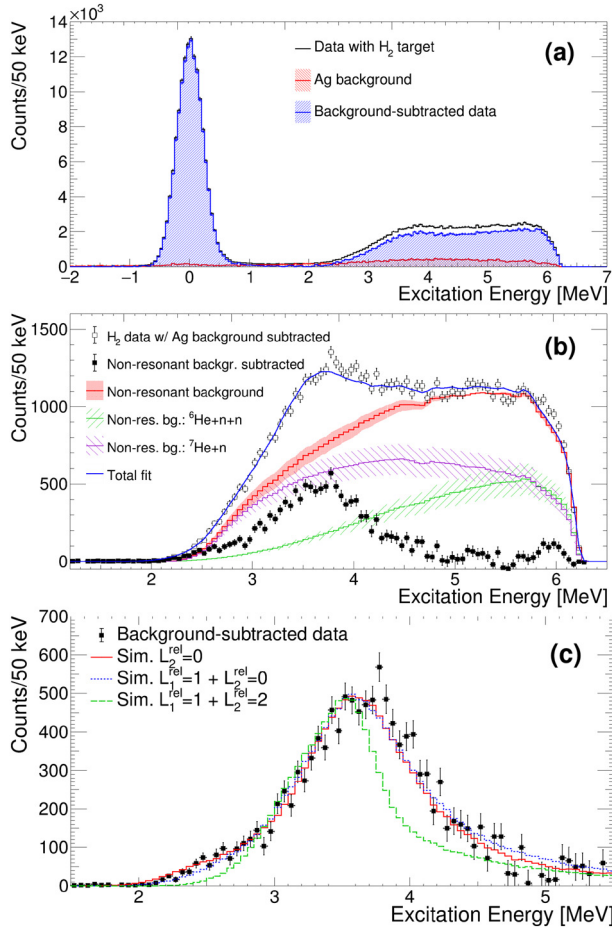 ×10³
14
12
10
8
6
4
2
0
Counts/50 keV
Data with H₂ target
Ag background
Background-subtracted data
(a)
−2 −1 0 1 2 3 4 5 6 7
Excitation Energy [MeV]
1500
1000
500
0
Counts/50 keV
H₂ data w/ Ag background subtracted
Non-resonant backgr. subtracted
Non-resonant background
Non-res. bg.: ⁶He+n+n
Non-res. bg.: ⁷He+n
Total fit
(b)
2 3 4 5 6
Excitation Energy [MeV]
700
600
500
400
300
200
100
0
Counts/50 keV
Background-subtracted data
Sim. L₂ʳᵉˡ=0
Sim. L₁ʳᵉˡ=1 + L₂ʳᵉˡ=0
Sim. L₁ʳᵉˡ=1 + L₂ʳᵉˡ=2
(c)
2 3 4 5
Excitation Energy [MeV]